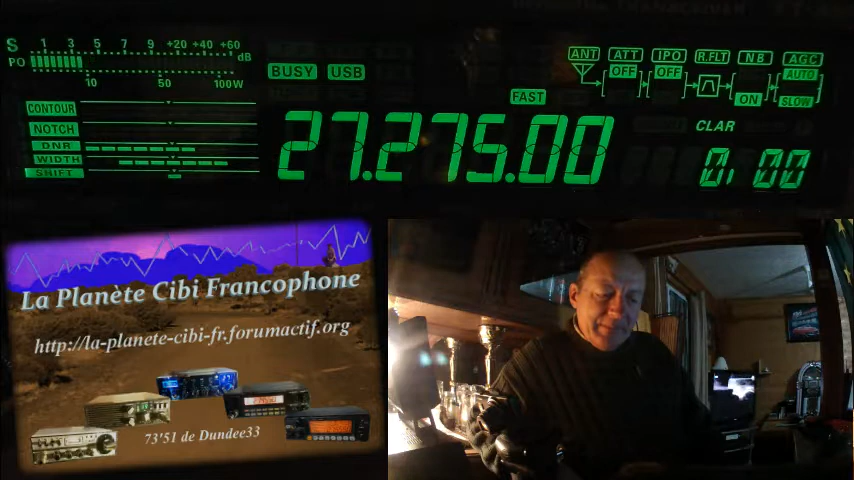 S 1 3 5 7 9 +20 +40 +60 dB
PO 10 50 100W
BUSY USB
FAST
ANT ATT IPO R.FLT NB AGC
OFF OFF AUTO
ON SLOW
CONTOUR
NOTCH
DNR
WIDTH
SHIFT
27.275.00
CLAR
0.00
La Planète Cibi Francophone
http://la-planete-cibi-fr.forumactif.org
73'51 de Dundee33